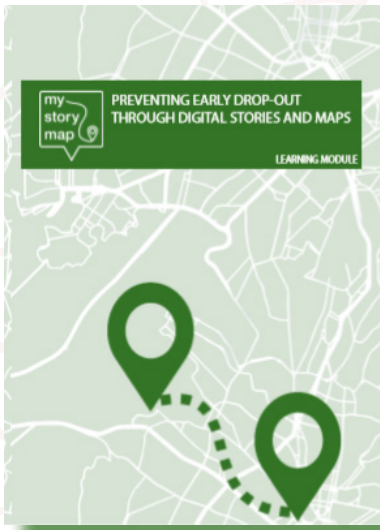 my
story
map
PREVENTING EARLY DROP-OUT
THROUGH DIGITAL STORIES AND MAPS
LEARNING MODULE